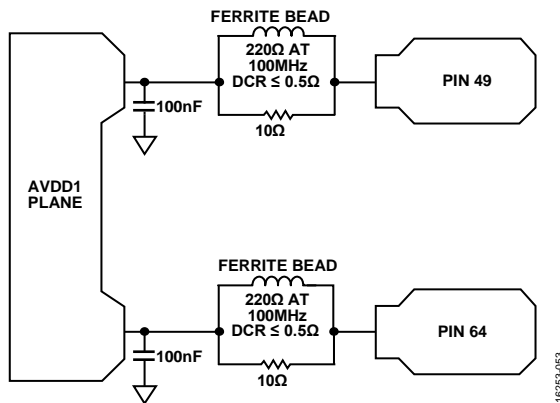 FERRITE BEAD
220Ω AT
100MHz
DCR ≤ 0.5Ω
PIN 49
100nF
10Ω
AVDD1
PLANE
FERRITE BEAD
220Ω AT
100MHz
DCR ≤ 0.5Ω
PIN 64
100nF
10Ω
16253-053